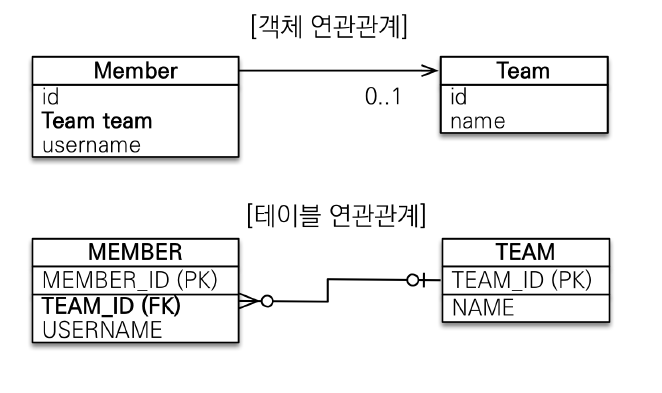 [객체 연관관계]
Member
id
Team team
username
0..1
Team
id
name
[테이블 연관관계]
MEMBER
MEMBER_ID (PK)
TEAM_ID (FK)
USERNAME
TEAM
TEAM_ID (PK)
NAME